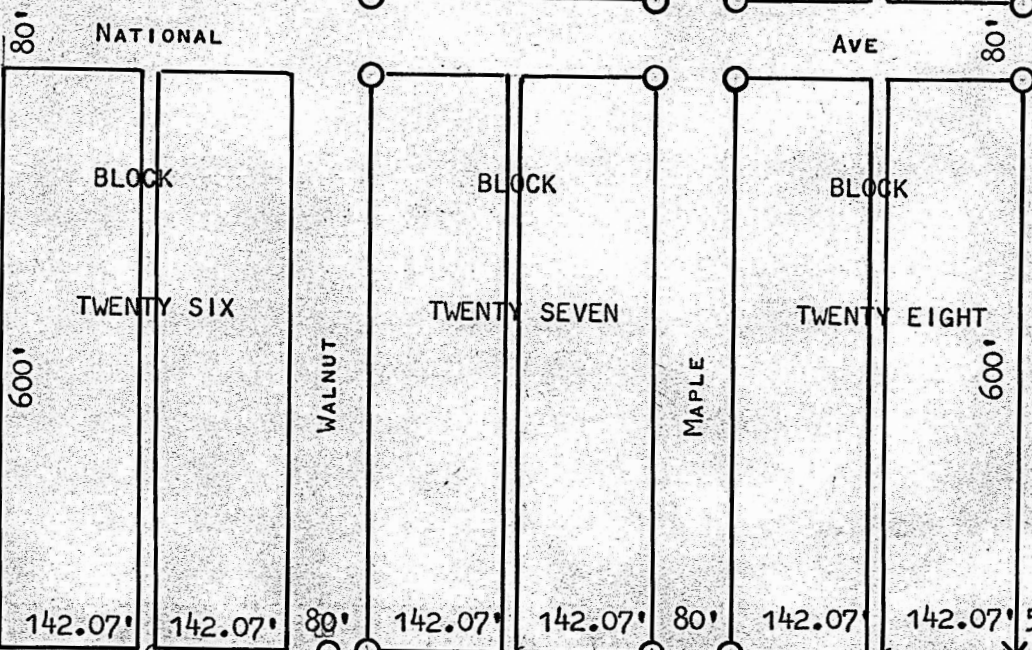 80'
NATIONAL
AVE
80'
BLOCK
TWENTY SIX
BLOCK
TWENTY SEVEN
BLOCK
TWENTY EIGHT
600'
WALNUT
MAPLE
600'
142.07'
142.07'
80'
142.07'
142.07'
80'
142.07'
142.07'